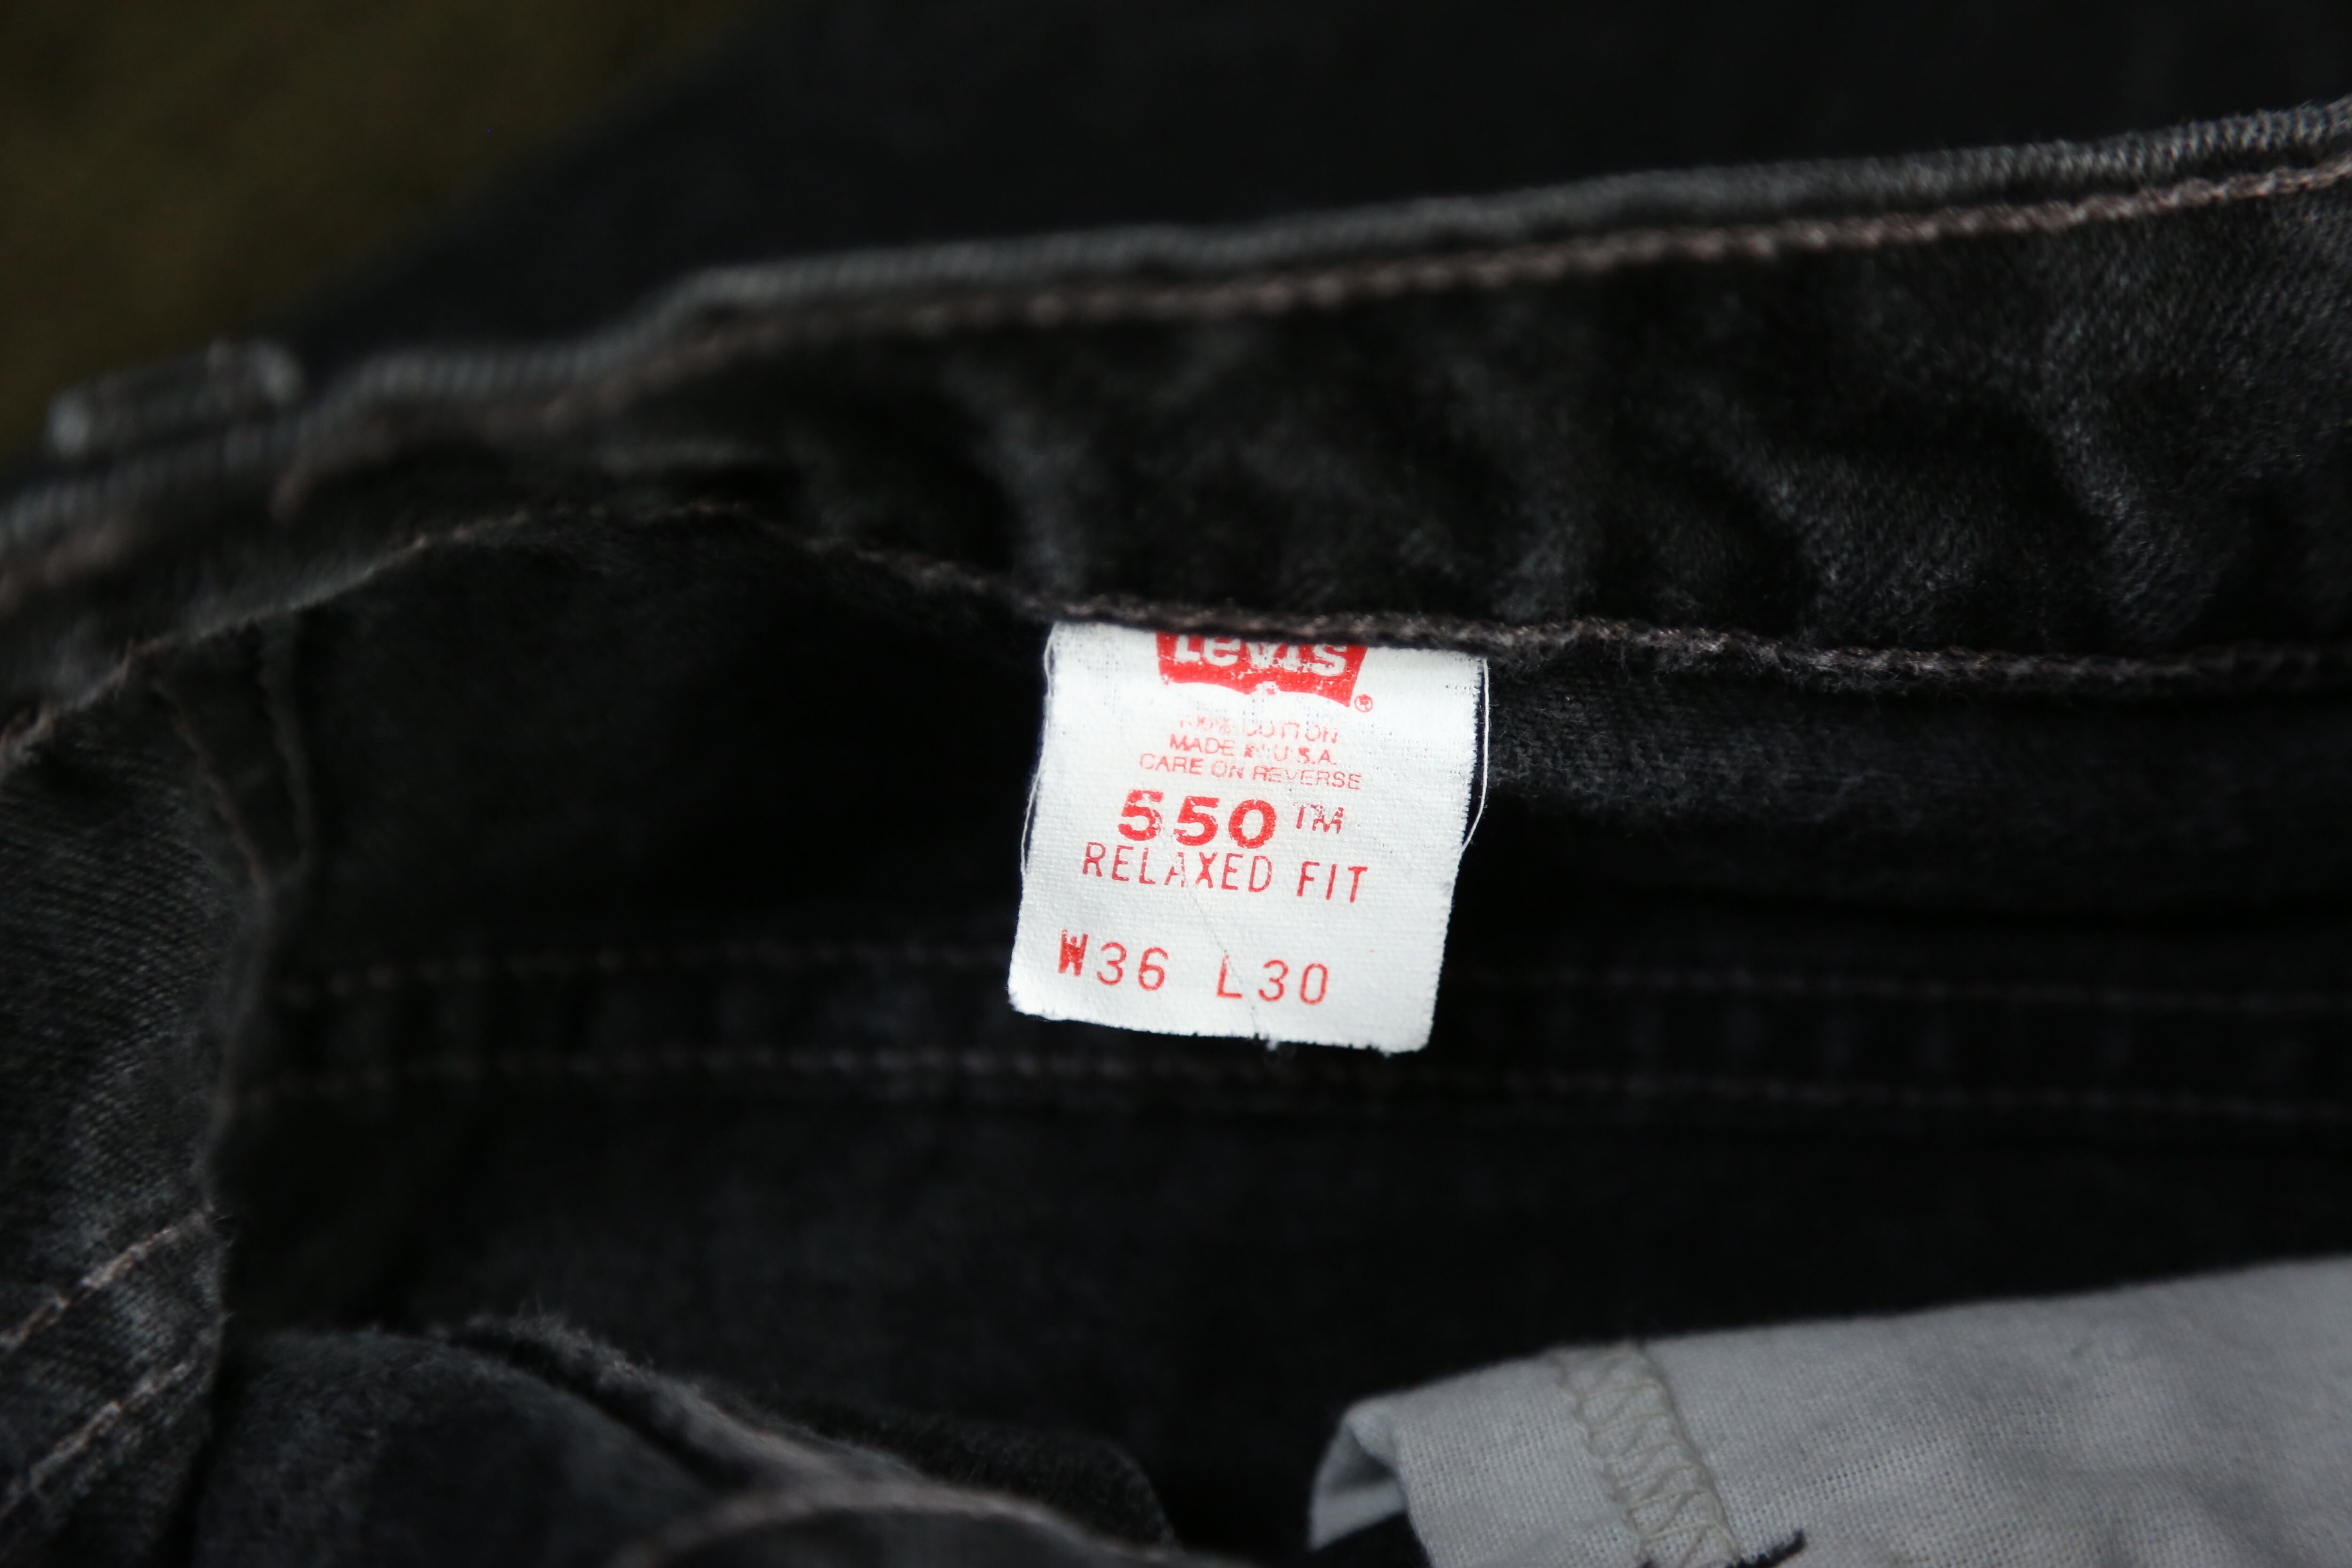 Levi's
®
100% COTTON
MADE IN U.S.A.
CARE ON REVERSE
550™
RELAXED FIT
W36 L30